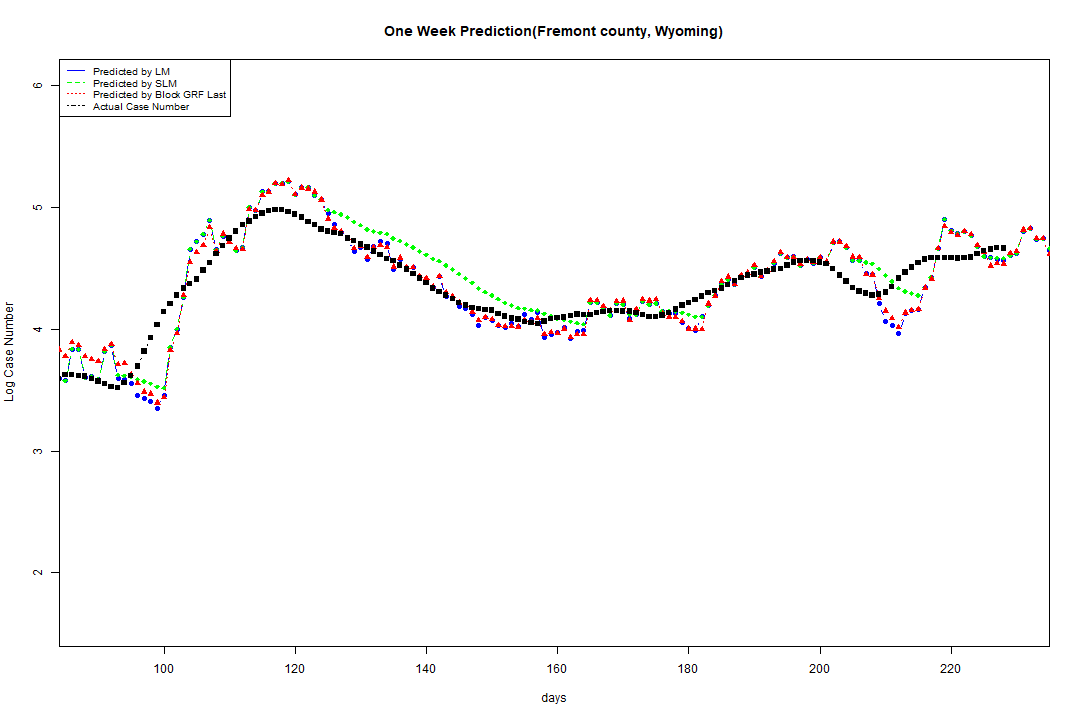 One Week Prediction(Fremont county, Wyoming)
Predicted by LM
Predicted by SLM
Predicted by Block GRF Last
Actual Case Number
6
5
4
3
2
Log Case Number
100 120 140 160 180 200 220
days